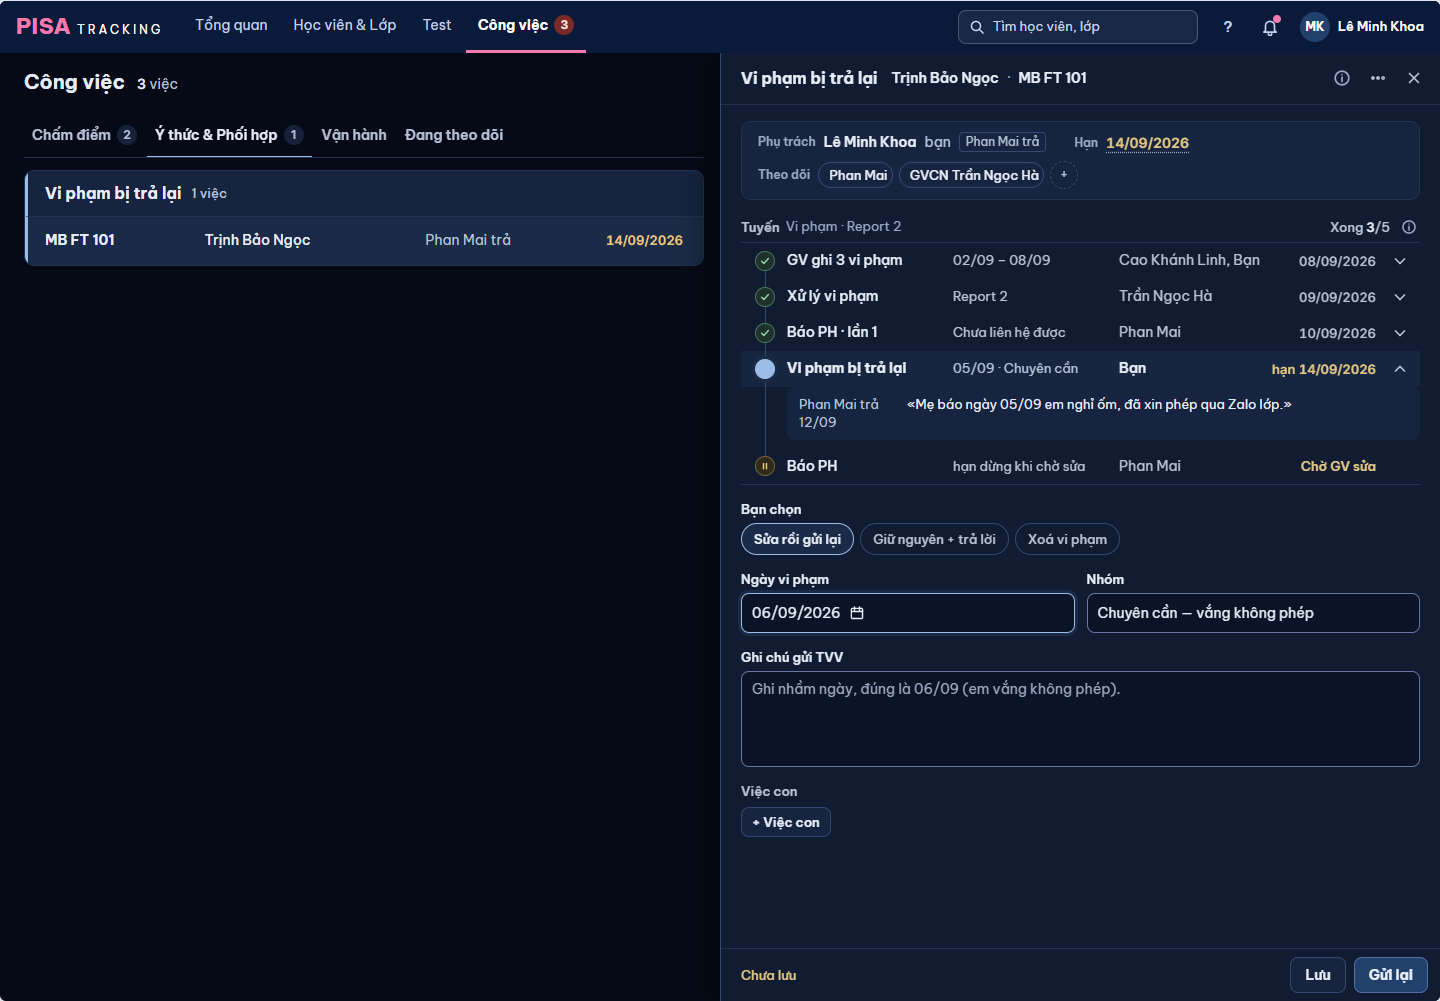 PISA TRACKING Tổng quan Học viên & Lớp Test Công việc 3 Tìm học viên, lớp ? MK Lê Minh Khoa
Công việc 3 việc
Chấm điểm 2 Ý thức & Phối hợp 1 Vận hành Đang theo dõi
Vi phạm bị trả lại 1 việc
MB FT 101 Trịnh Bảo Ngọc Phan Mai trả 14/09/2026
Vi phạm bị trả lại Trịnh Bảo Ngọc · MB FT 101
Phụ trách Lê Minh Khoa bạn Phan Mai trả Hạn 14/09/2026
Theo dõi Phan Mai GVCN Trần Ngọc Hà +
Tuyến Vi phạm · Report 2 Xong 3/5
GV ghi 3 vi phạm 02/09 – 08/09 Cao Khánh Linh, Bạn 08/09/2026
Xử lý vi phạm Report 2 Trần Ngọc Hà 09/09/2026
Báo PH · lần 1 Chưa liên hệ được Phan Mai 10/09/2026
Vi phạm bị trả lại 05/09 · Chuyên cần Bạn hạn 14/09/2026
Phan Mai trả «Mẹ báo ngày 05/09 em nghỉ ốm, đã xin phép qua Zalo lớp.»
12/09
Báo PH hạn dừng khi chờ sửa Phan Mai Chờ GV sửa
Bạn chọn
Sửa rồi gửi lại Giữ nguyên + trả lời Xoá vi phạm
Ngày vi phạm Nhóm
06/09/2026 Chuyên cần — vắng không phép
Ghi chú gửi TVV
Ghi nhầm ngày, đúng là 06/09 (em vắng không phép).
Việc con
+ Việc con
Chưa lưu Lưu Gửi lại